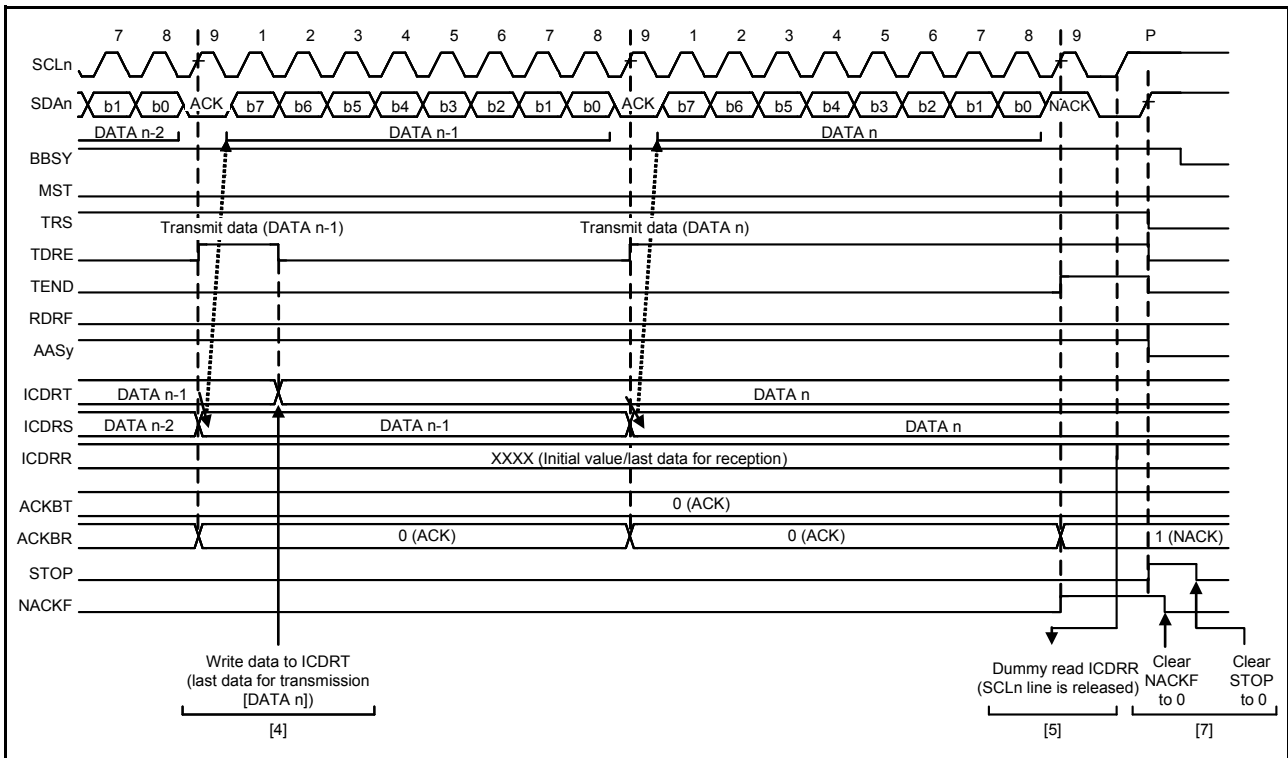 7 8 9 1 2 3 4 5 6 7 8 9 1 2 3 4 5 6 7 8 9 P
SCLn
SDAn b1 b0 ACK b7 b6 b5 b4 b3 b2 b1 b0 ACK b7 b6 b5 b4 b3 b2 b1 b0 NACK
DATA n-2 DATA n-1 DATA n
BBSY
MST
TRS
Transmit data (DATA n-1) Transmit data (DATA n)
TDRE
TEND
RDRF
AASy
ICDRT DATA n-1 DATA n
ICDRS DATA n-2 DATA n-1 DATA n
ICDRR XXXX (Initial value/last data for reception)
ACKBT 0 (ACK)
ACKBR 0 (ACK) 0 (ACK) 1 (NACK)
STOP
NACKF
Write data to ICDRT
(last data for transmission
[DATA n])
[4]
Dummy read ICDRR
(SCLn line is released)
[5]
Clear
NACKF
to 0
Clear
STOP
to 0
[7]